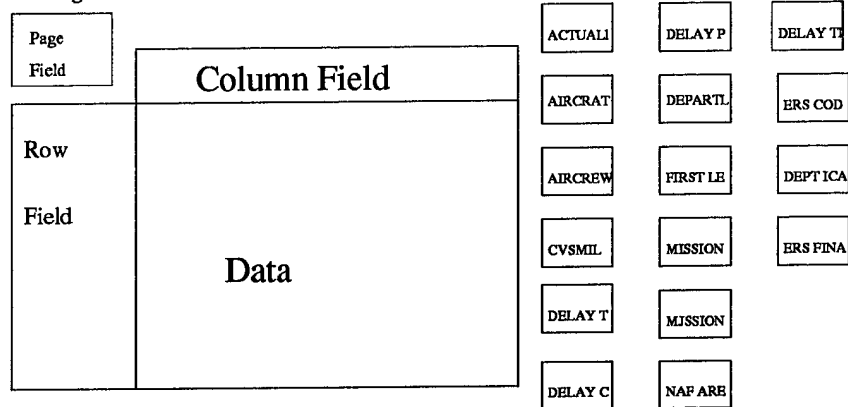 Page
Field
Column Field
Row
Field
Data
ACTUALI
DELAY P
DELAY TI
AIRCRAT
DEPARTL
ERS COD
AIRCREW
FIRST LE
DEPT ICA
CVSMIL
MISSION
ERS FINA
DELAY T
MISSION
DELAY C
NAF ARE